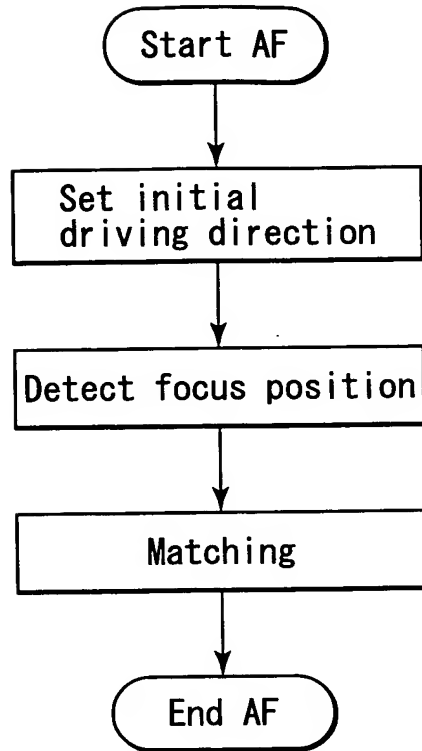 Start AF
Set initial
driving direction
Detect focus position
Matching
End AF